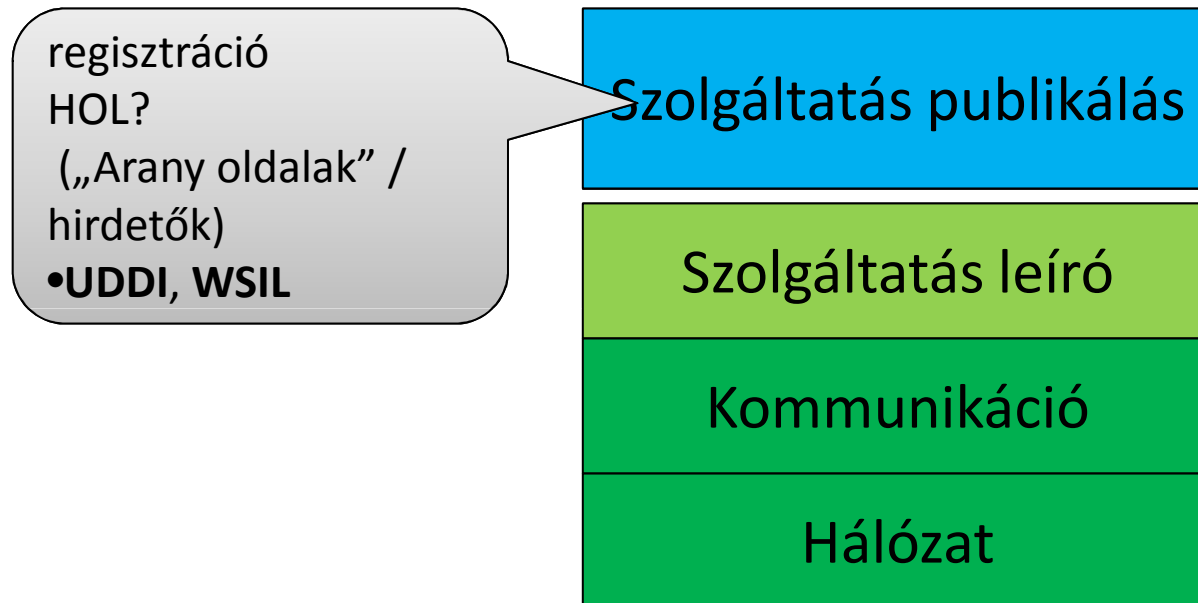 regisztráció
HOL?
(„Arany oldalak” /
hirdetők)
•UDDI, WSIL
Szolgáltatás publikálás
Szolgáltatás leíró
Kommunikáció
Hálózat